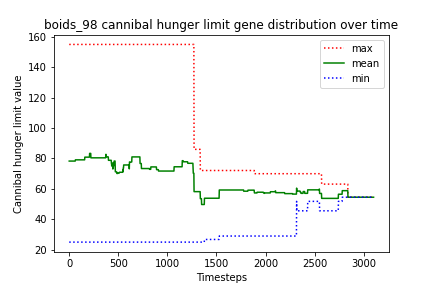 boids_98 cannibal hunger limit gene distribution over time
Cannibal hunger limit value
160
140
120
100
80
60
40
20
max
mean
min
0
500
1000
1500
2000
2500
3000
Timesteps